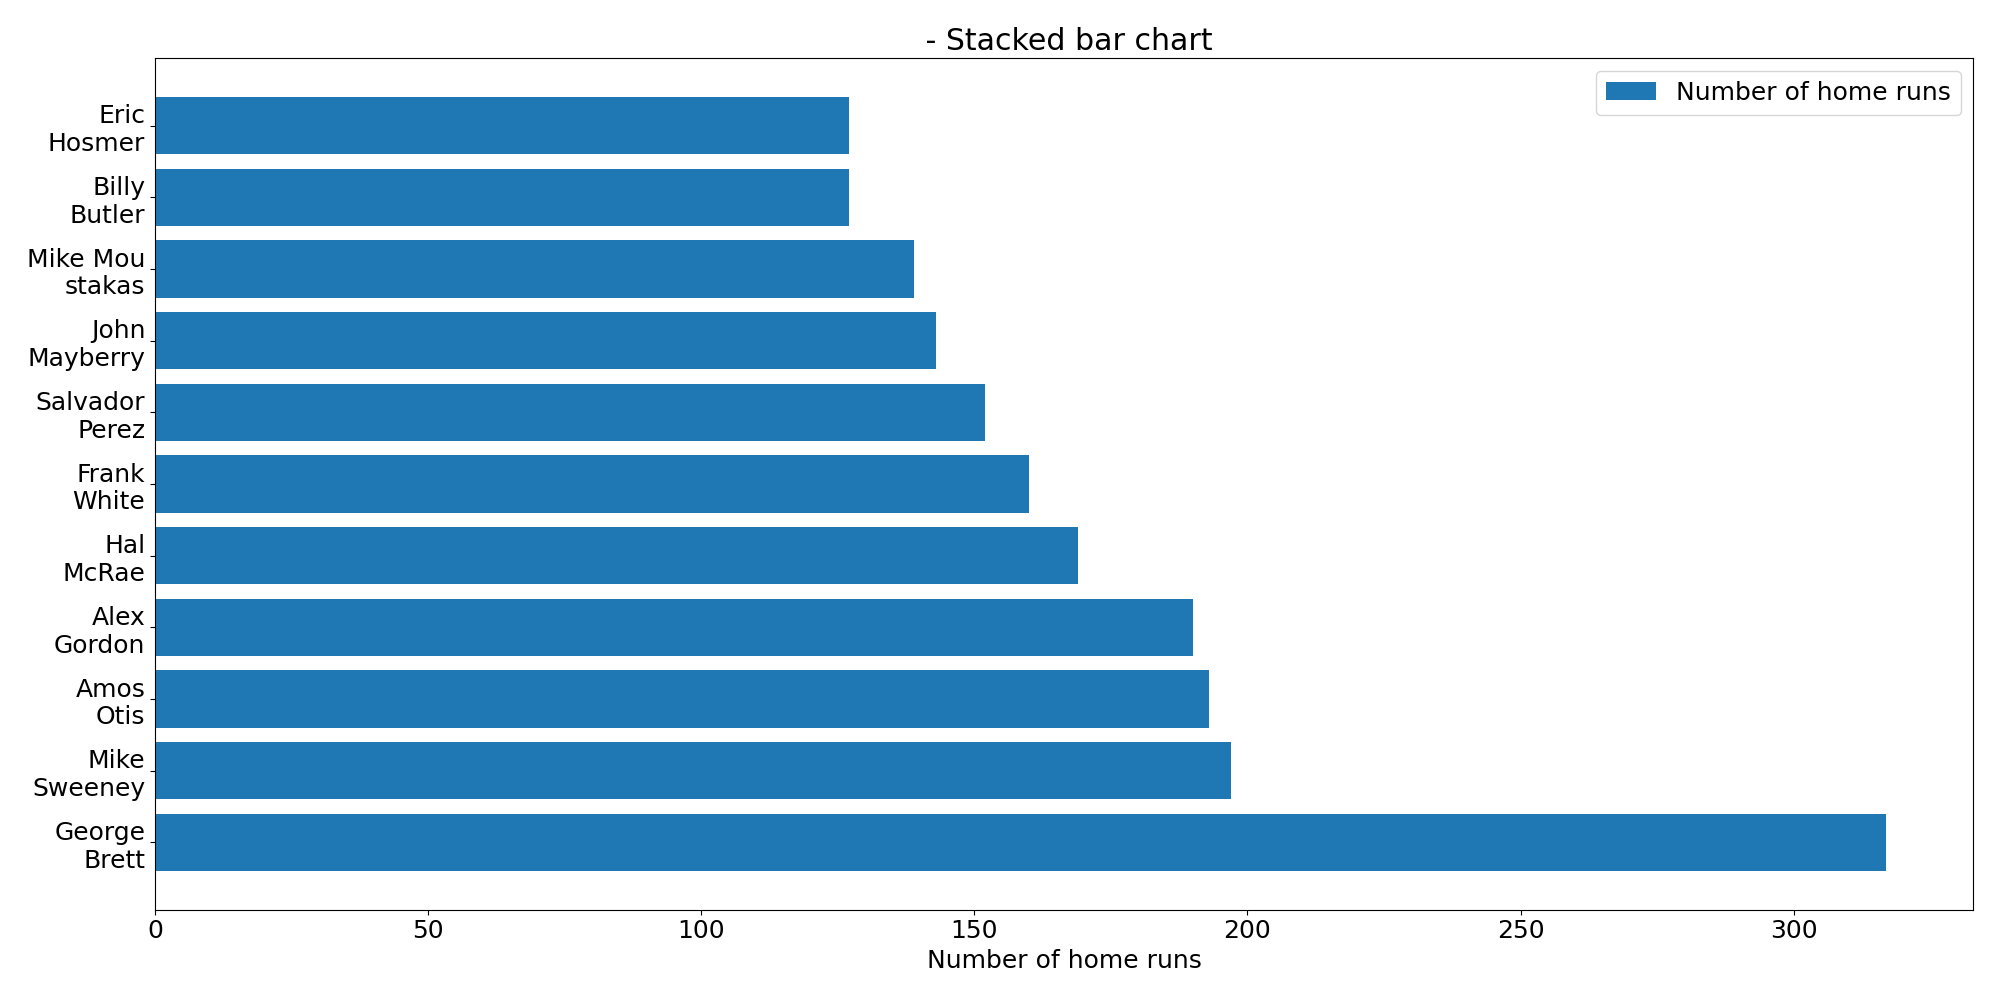 - Stacked bar chart
Number of home runs
Eric
Hosmer
Billy
Butler
Mike Mou
stakas
John
Mayberry
Salvador
Perez
Frank
White
Hal
McRae
Alex
Gordon
Amos
Otis
Mike
Sweeney
George
Brett
0 50 100 150 200 250 300
Number of home runs